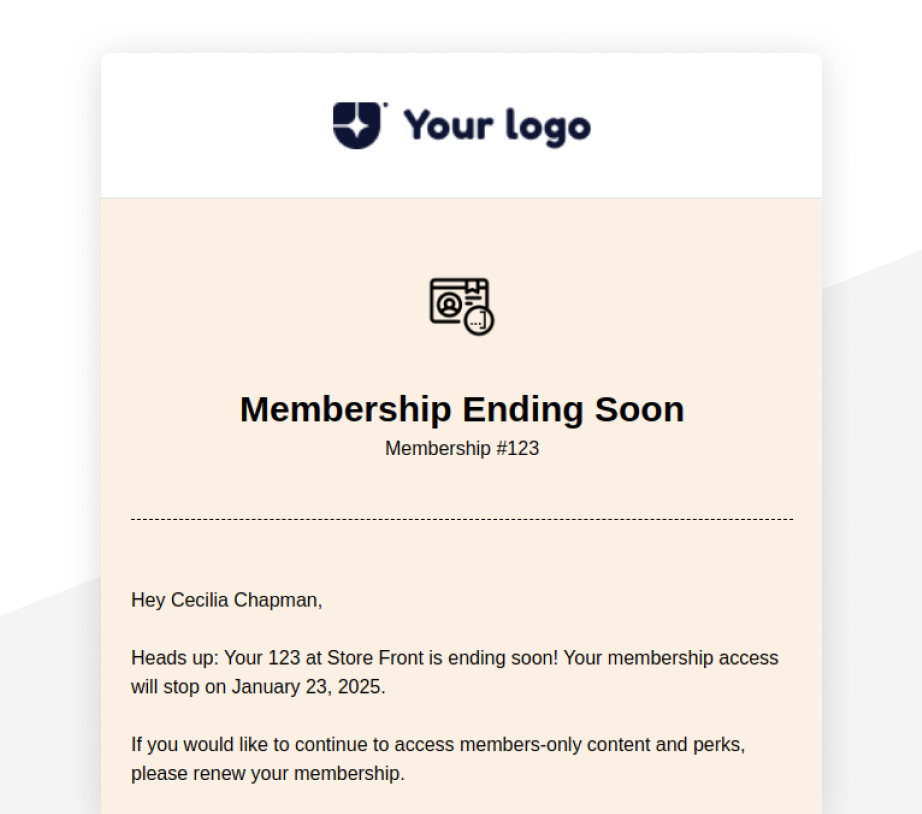 Your logo
Membership Ending Soon
Membership #123
Hey Cecilia Chapman,
Heads up: Your 123 at Store Front is ending soon! Your membership access
will stop on January 23, 2025.
If you would like to continue to access members-only content and perks,
please renew your membership.